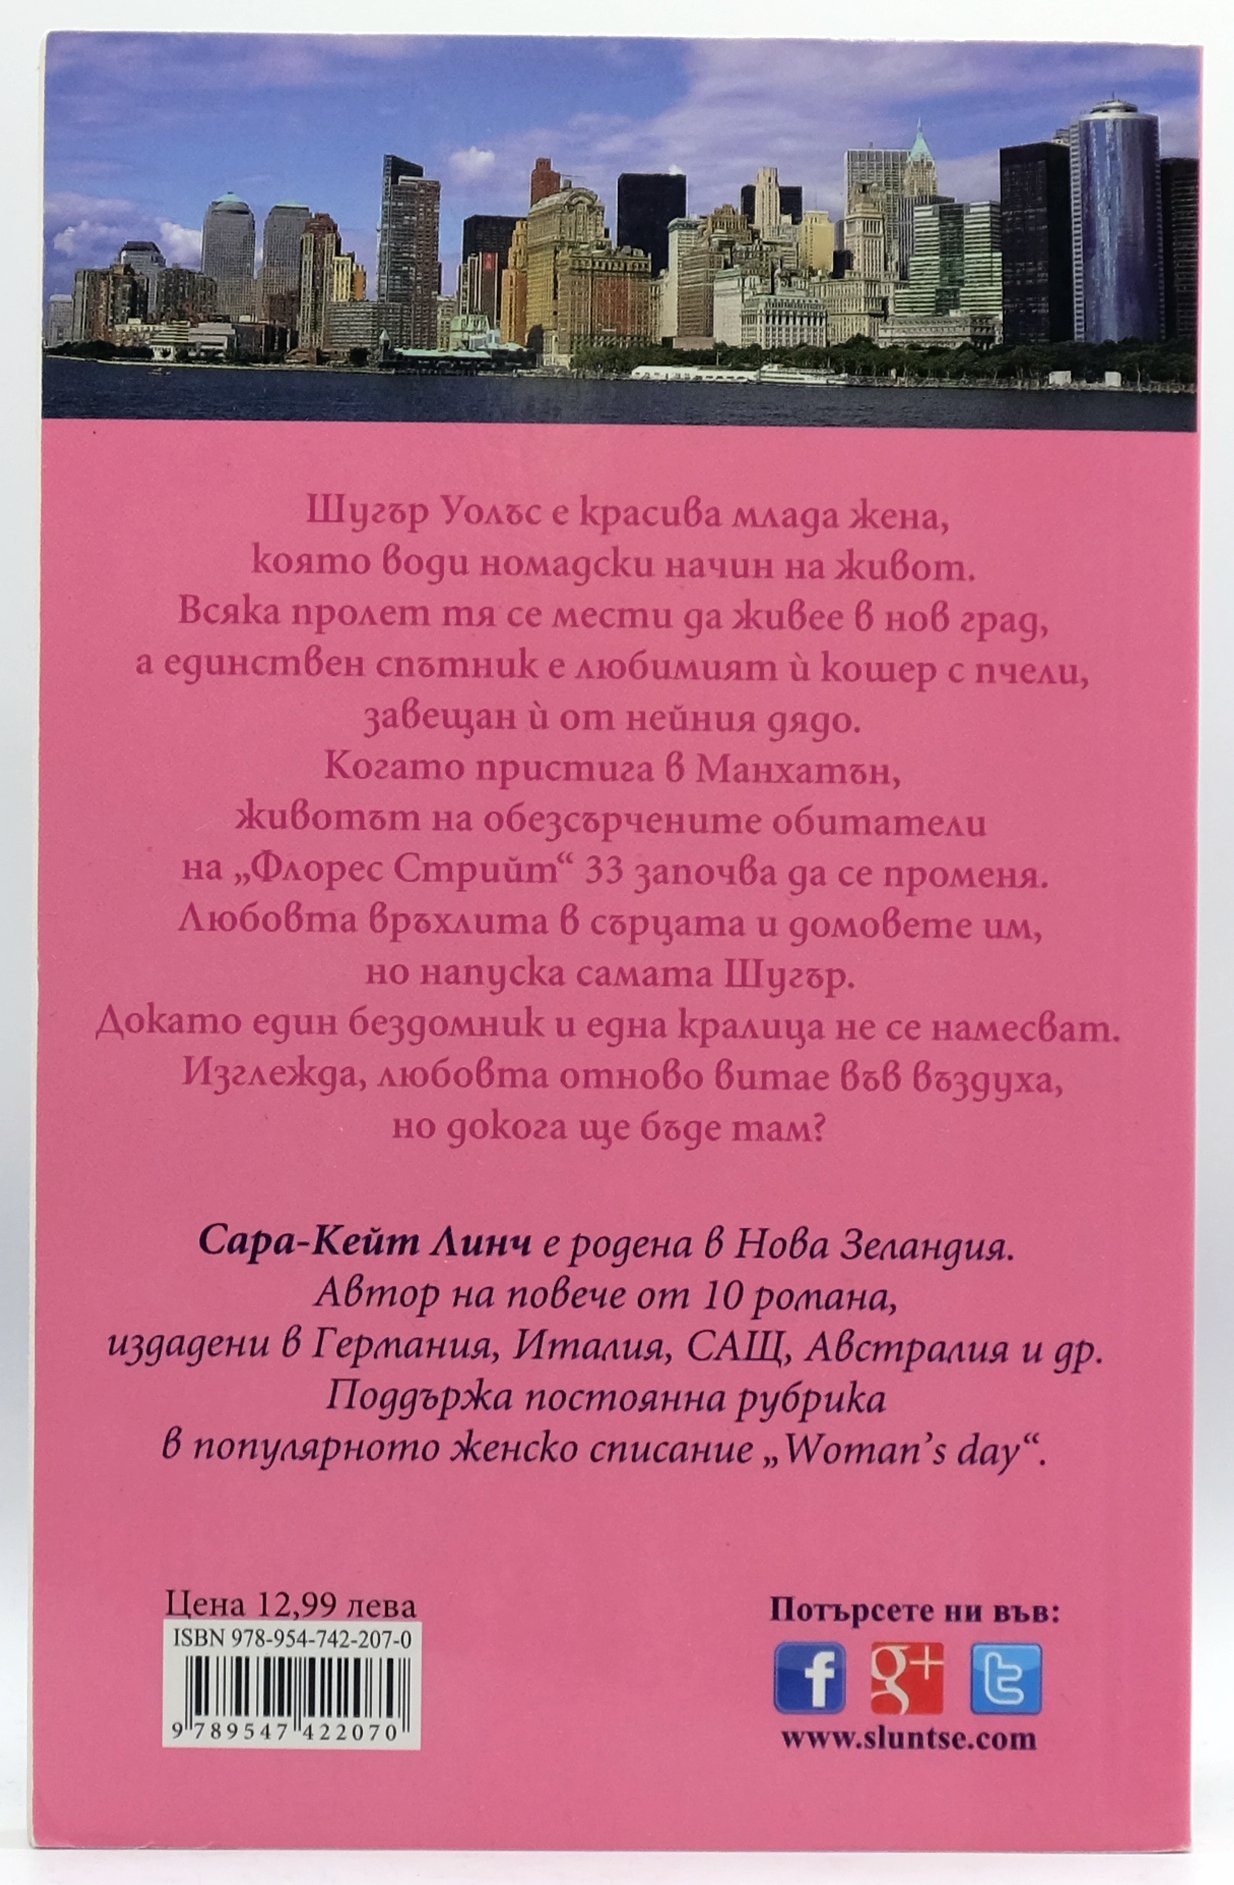 Шугър Уолъс е красива млада жена,
която води номадски начин на живот.
Всяка пролет тя се мести да живее в нов град,
а единствен спътник е любимият ѝ кошер с пчели,
завещан ѝ от нейния дядо.
Когато пристига в Манхатън,
животът на обезсърчените обитатели
на „Флорес Стрийт“ 33 започва да се променя.
Любовта връхлита в сърцата и домовете им,
но напуска самата Шугър.
Докато един бездомник и една кралица не се намесват.
Изглежда, любовта отново витае във въздуха,
но докога ще бъде там?
Сара-Кейт Линч е родена в Нова Зеландия.
Автор на повече от 10 романа,
издадени в Германия, Италия, САЩ, Австралия и др.
Поддържа постоянна рубрика
в популярното женско списание „Woman's day“.
Цена 12,99 лева
ISBN 978-954-742-207-0
9 789547 422070
Потърсете ни във:
f g+ t
www.sluntse.com